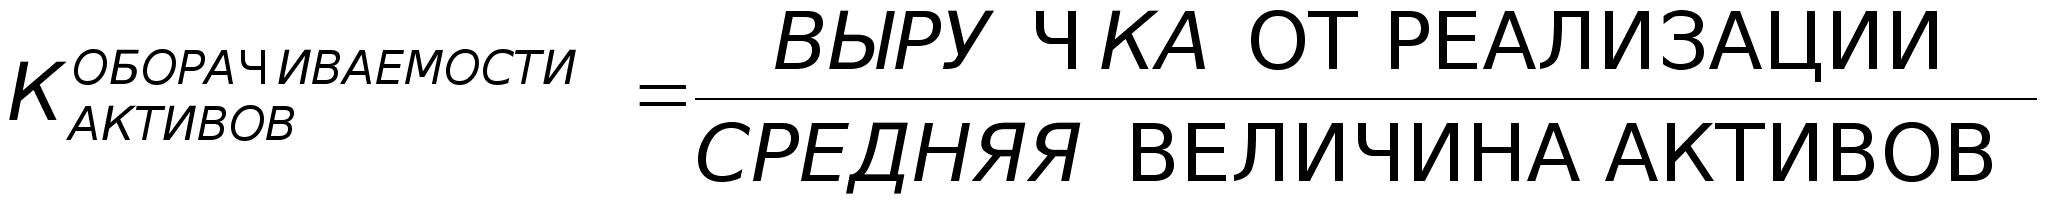 К ОБОРАЧИВАЕМОСТИ АКТИВОВ =
ВЫРУЧКА ОТ РЕАЛИЗАЦИИ
СРЕДНЯЯ ВЕЛИЧИНА АКТИВОВ